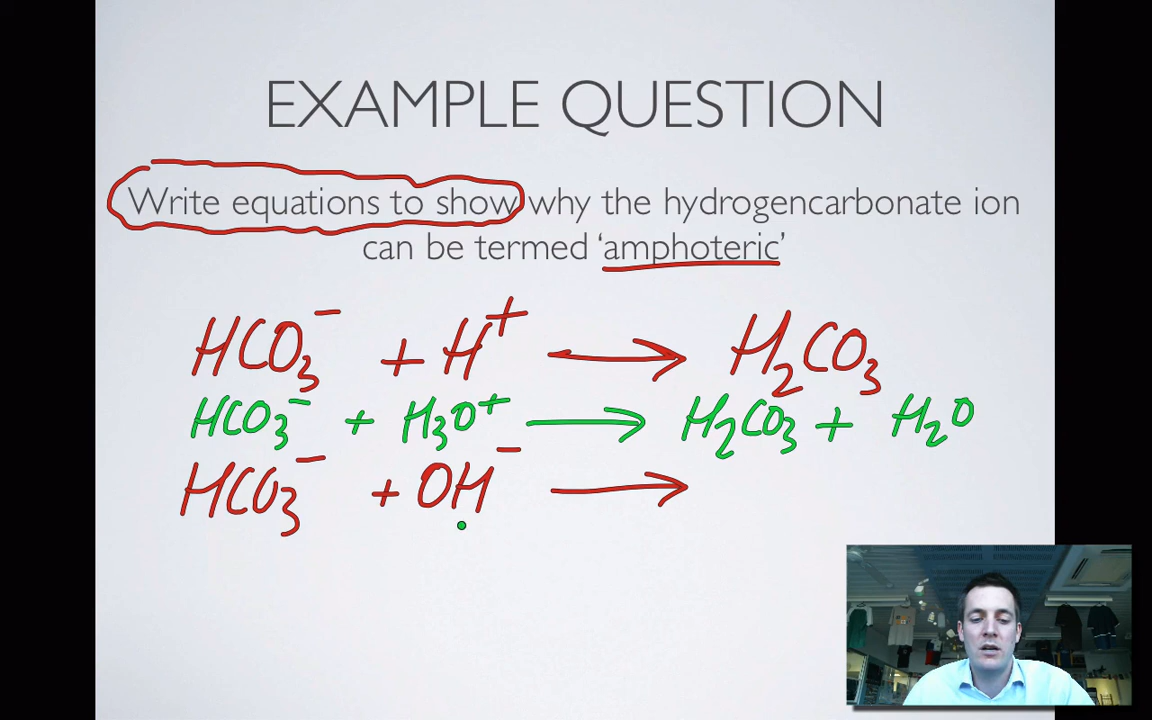 EXAMPLE QUESTION
Write equations to show why the hydrogencarbonate ion
can be termed ‘amphoteric’
HCO₃⁻ + H⁺ → H₂CO₃
HCO₃⁻ + H₃O⁺ → H₂CO₃ + H₂O
HCO₃⁻ + OH⁻ →